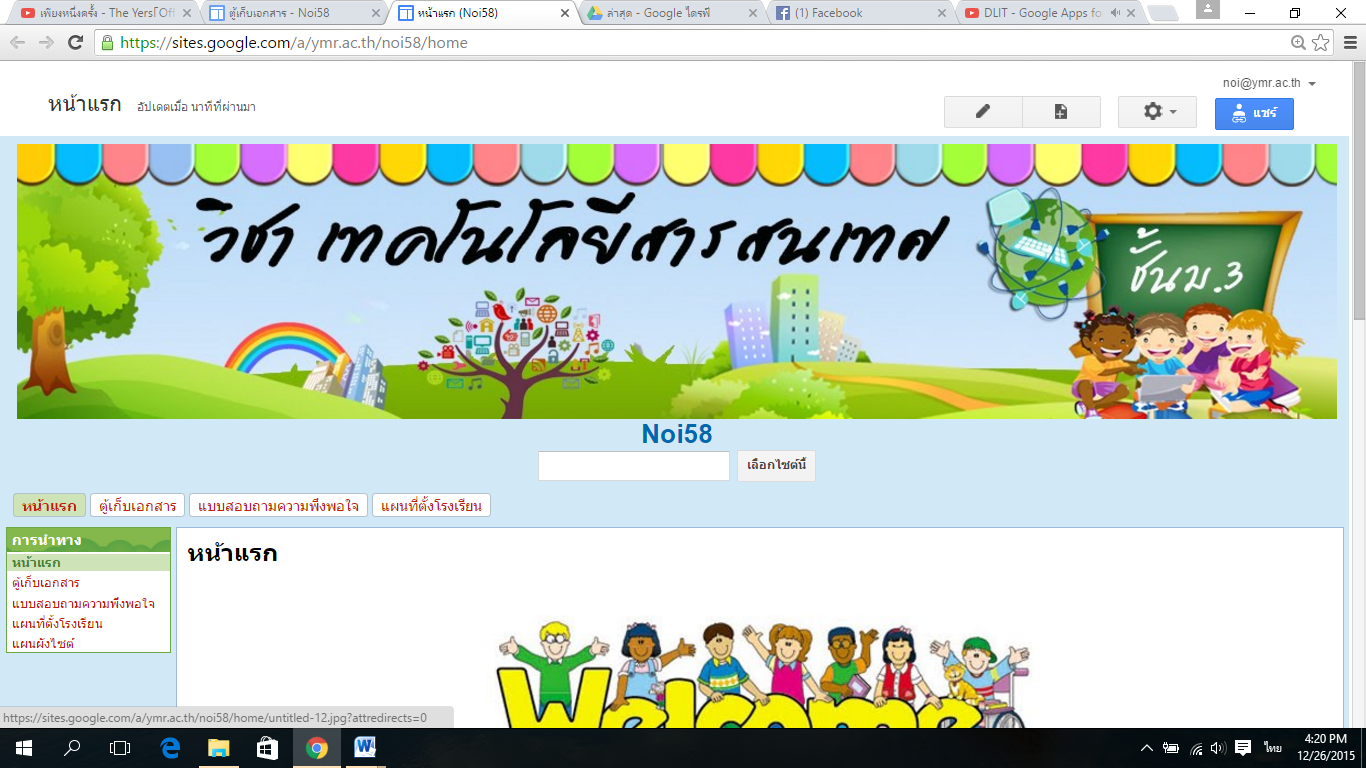 เพียงหนึ่งครั้ง - The Yers [Off
ตู้เก็บเอกสาร - Noi58
หน้าแรก (Noi58)
ล่าสุด - Google ไดรฟ์
(1) Facebook
DLIT - Google Apps fo
https://sites.google.com/a/ymr.ac.th/noi58/home
noi@ymr.ac.th
หน้าแรก อัปเดตเมื่อ นาทีที่ผ่านมา
แชร์
วิชา เทคโนโลยีสารสนเทศ
ชั้นม.3
Noi58
เลือกไซต์นี้
หน้าแรก ตู้เก็บเอกสาร แบบสอบถามความพึงพอใจ แผนที่ตั้งโรงเรียน
การนำทาง
หน้าแรก
ตู้เก็บเอกสาร
แบบสอบถามความพึงพอใจ
แผนที่ตั้งโรงเรียน
แผนผังไซต์
หน้าแรก
Welcome
https://sites.google.com/a/ymr.ac.th/noi58/home/untitled-12.jpg?attredirects=0
ไทย
4:20 PM
12/26/2015